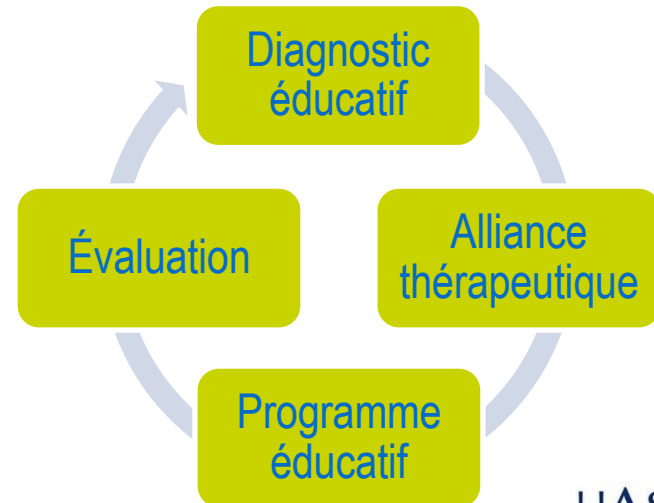 Diagnostic
éducatif
Alliance
thérapeutique
Programme
éducatif
Évaluation